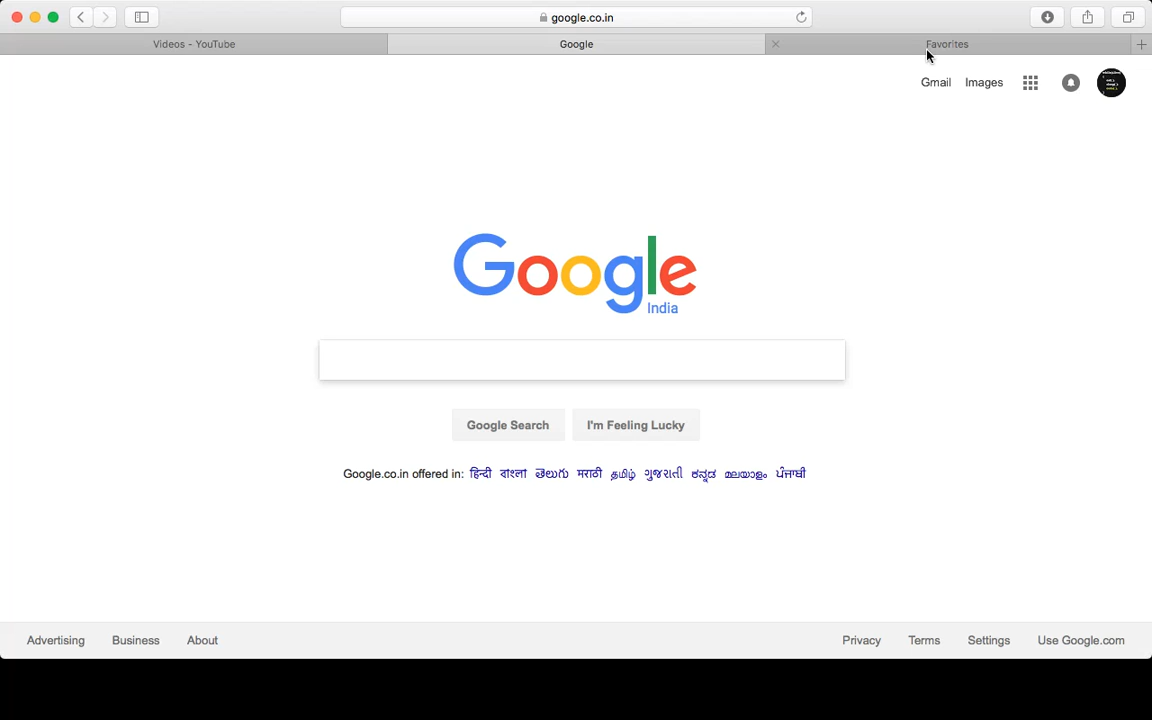 google.co.in
Videos - YouTube
Google
Favorites
Gmail
Images
Google
India
Google Search
I'm Feeling Lucky
Google.co.in offered in: हिन्दी বাংলা తెలుగు मराठी தமிழ் ગુજરાતી ಕನ್ನಡ മലയാളം ਪੰਜਾਬੀ
Advertising
Business
About
Privacy
Terms
Settings
Use Google.com